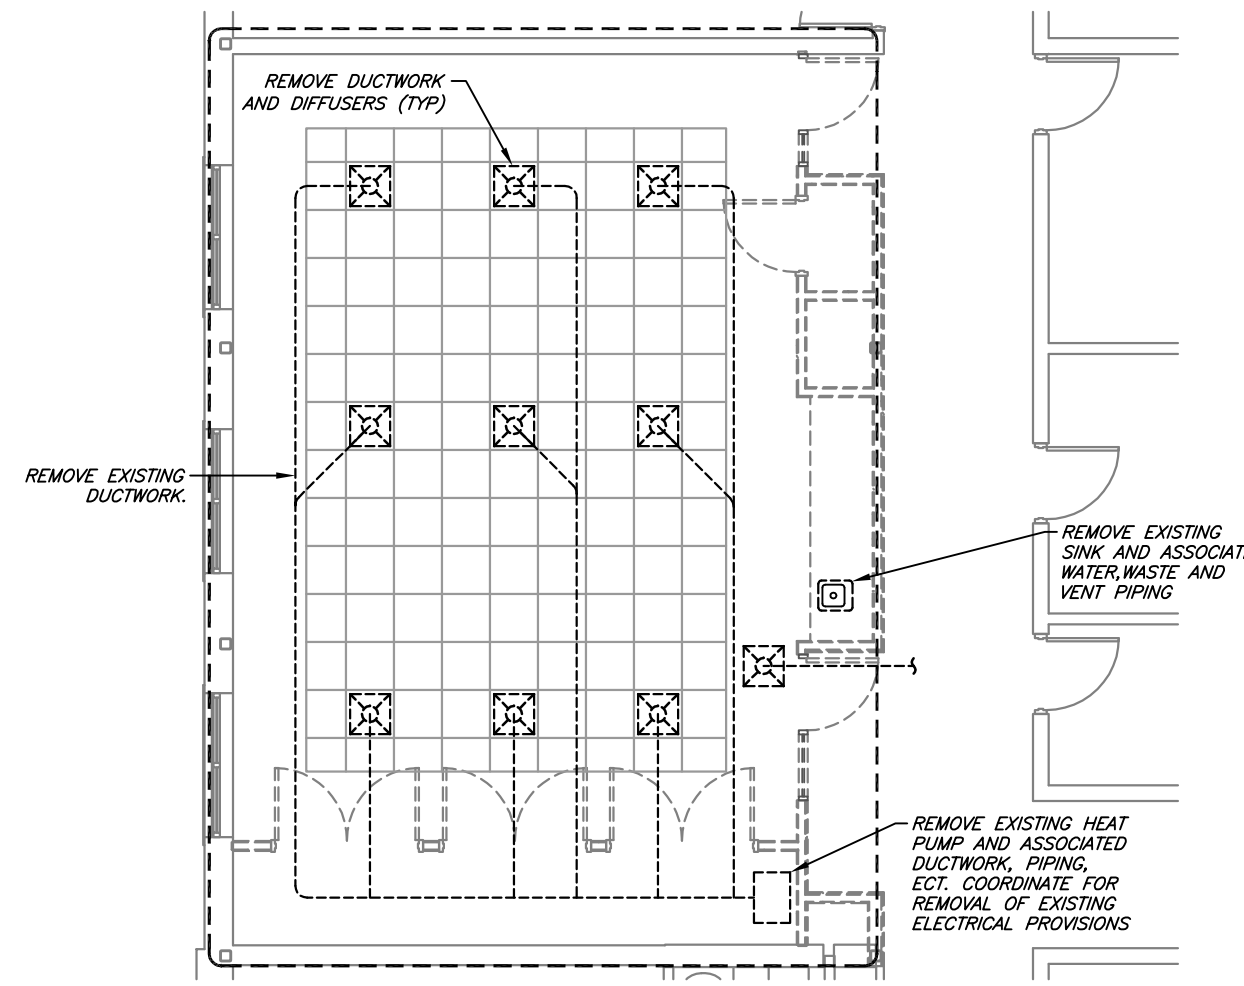 REMOVE DUCTWORK
AND DIFFUSERS (TYP)
REMOVE EXISTING
DUCTWORK.
REMOVE EXISTING
SINK AND
WATER,WASTE AND
VENT PIPING
REMOVE EXISTING HEAT
PUMP AND ASSOCIATED
DUCTWORK, PIPING,
ECT. COORDINATE FOR
REMOVAL OF EXISTING
ELECTRICAL PROVISIONS